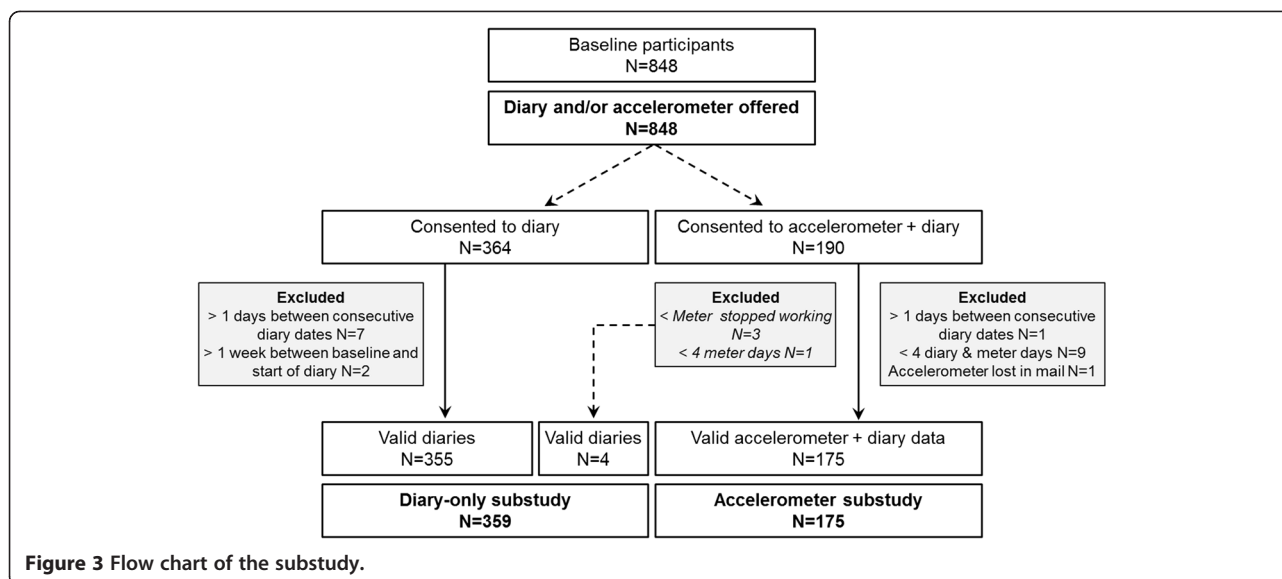 Baseline participants
N=848
Diary and/or accelerometer offered
N=848
Consented to diary
N=364
Consented to accelerometer + diary
N=190
Excluded
> 1 days between consecutive
diary dates N=7
> 1 week between baseline and
start of diary N=2
Excluded
< Meter stopped working
N=3
< 4 meter days N=1
Excluded
> 1 days between consecutive
diary dates N=1
< 4 diary & meter days N=9
Accelerometer lost in mail N=1
Valid diaries
N=355
Valid diaries
N=4
Valid accelerometer + diary data
N=175
Diary-only substudy
N=359
Accelerometer substudy
N=175
Figure 3 Flow chart of the substudy.